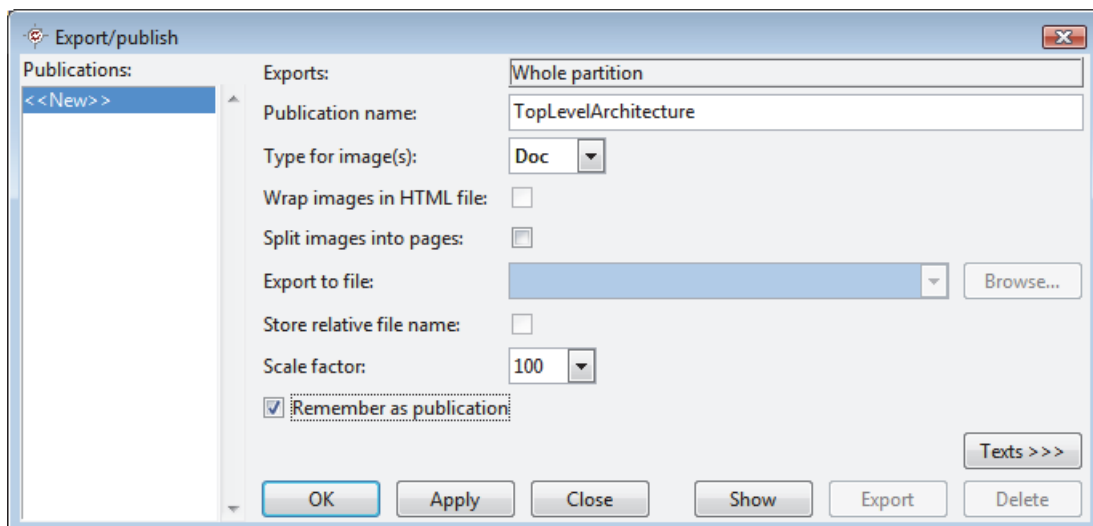 Export/publish
Publications:
<<New>>
Exports: Whole partition
Publication name: TopLevelArchitecture
Type for image(s): Doc
Wrap images in HTML file:
Split images into pages:
Export to file: Browse...
Store relative file name:
Scale factor: 100
Remember as publication
Texts >>>
OK Apply Close Show Export Delete